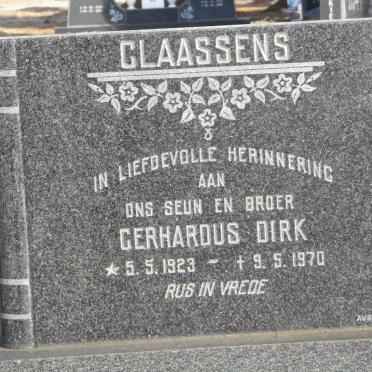 CLAASSENS
IN LIEFDEVOLLE HERINNERING
AAN
ONS SEUN EN BROER
GERHARDUS DIRK
★ 5.5.1923 – † 9.5.1970
RUS IN VREDE
AVB